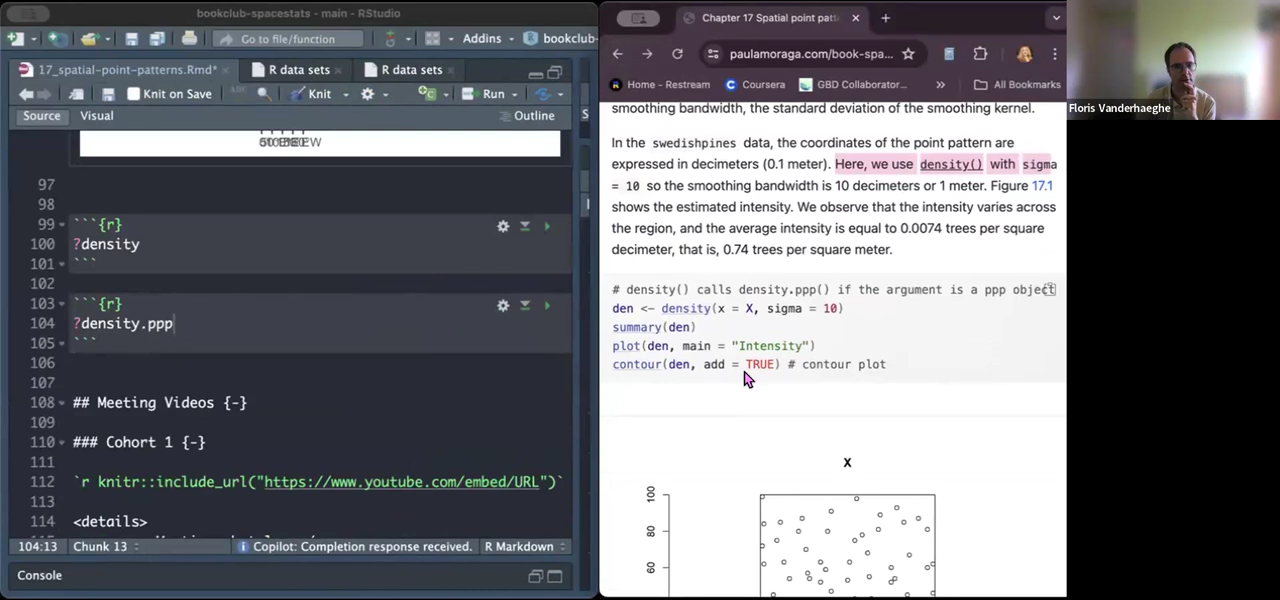 bookclub-spacestats - main - RStudio
Go to file/function
Addins
bookclub-
17_spatial-point-patterns.Rmd*
R data sets
R data sets
Knit on Save
ABC
Knit
Run
Source
Visual
Outline
97
98
99 ```{r}
100 ?density
101 ```
102
103 ```{r}
104 ?density.ppp
105 ```
106
107
108 ## Meeting Videos {-}
109
110 ### Cohort 1 {-}
111
112 `r knitr::include_url("https://www.youtube.com/embed/URL")`
113
114 <details>
104:13
Chunk 13
Copilot: Completion response received.
R Markdown
Console
Chapter 17 Spatial point patt
paulamoraga.com/book-spa...
Home - Restream
Coursera
GBD Collaborator...
»
All Bookmarks
smoothing bandwidth, the standard deviation of the smoothing kernel.
In the swedishpines data, the coordinates of the point pattern are
expressed in decimeters (0.1 meter). Here, we use density() with sigma
= 10 so the smoothing bandwidth is 10 decimeters or 1 meter. Figure 17.1
shows the estimated intensity. We observe that the intensity varies across
the region, and the average intensity is equal to 0.0074 trees per square
decimeter, that is, 0.74 trees per square meter.
# density() calls density.ppp() if the argument is a ppp object
den <- density(x = X, sigma = 10)
summary(den)
plot(den, main = "Intensity")
contour(den, add = TRUE) # contour plot
X
100
80
60
Floris Vanderhaeghe